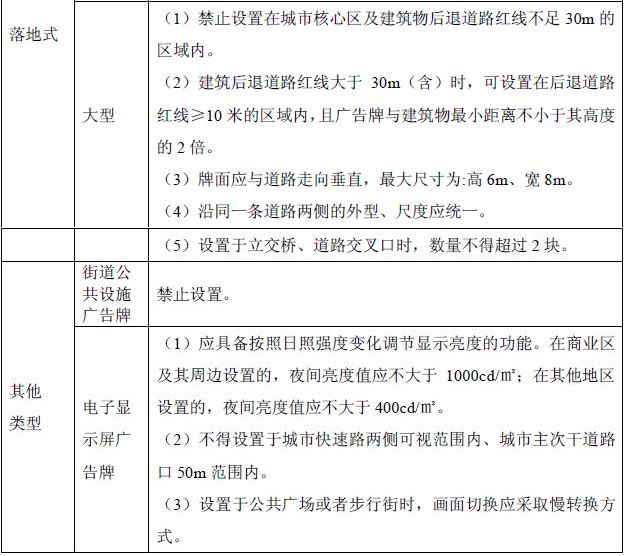 落地式
大型
（1）禁止设置在城市核心区及建筑物后退道路红线不足 30m 的
区域内。
（2）建筑后退道路红线大于 30m（含）时，可设置在后退道路
红线≥10 米的区域内，且广告牌与建筑物最小距离不小于其高度
的 2 倍。
（3）牌面应与道路走向垂直，最大尺寸为:高 6m、宽 8m。
（4）沿同一条道路两侧的外型、尺度应统一。
（5）设置于立交桥、道路交叉口时，数量不得超过 2 块。
其他
类型
街道公
共设施
广告牌
禁止设置。
电子显
示屏广
告牌
（1）应具备按照日照强度变化调节显示亮度的功能。在商业区
及其周边设置的，夜间亮度值应不大于 1000cd/㎡；在其他地区
设置的，夜间亮度值应不大于400cd/㎡。
（2）不得设置于城市快速路两侧可视范围内、城市主次干道路
口 50m 范围内。
（3）设置于公共广场或者步行街时，画面切换应采取慢转换方
式。